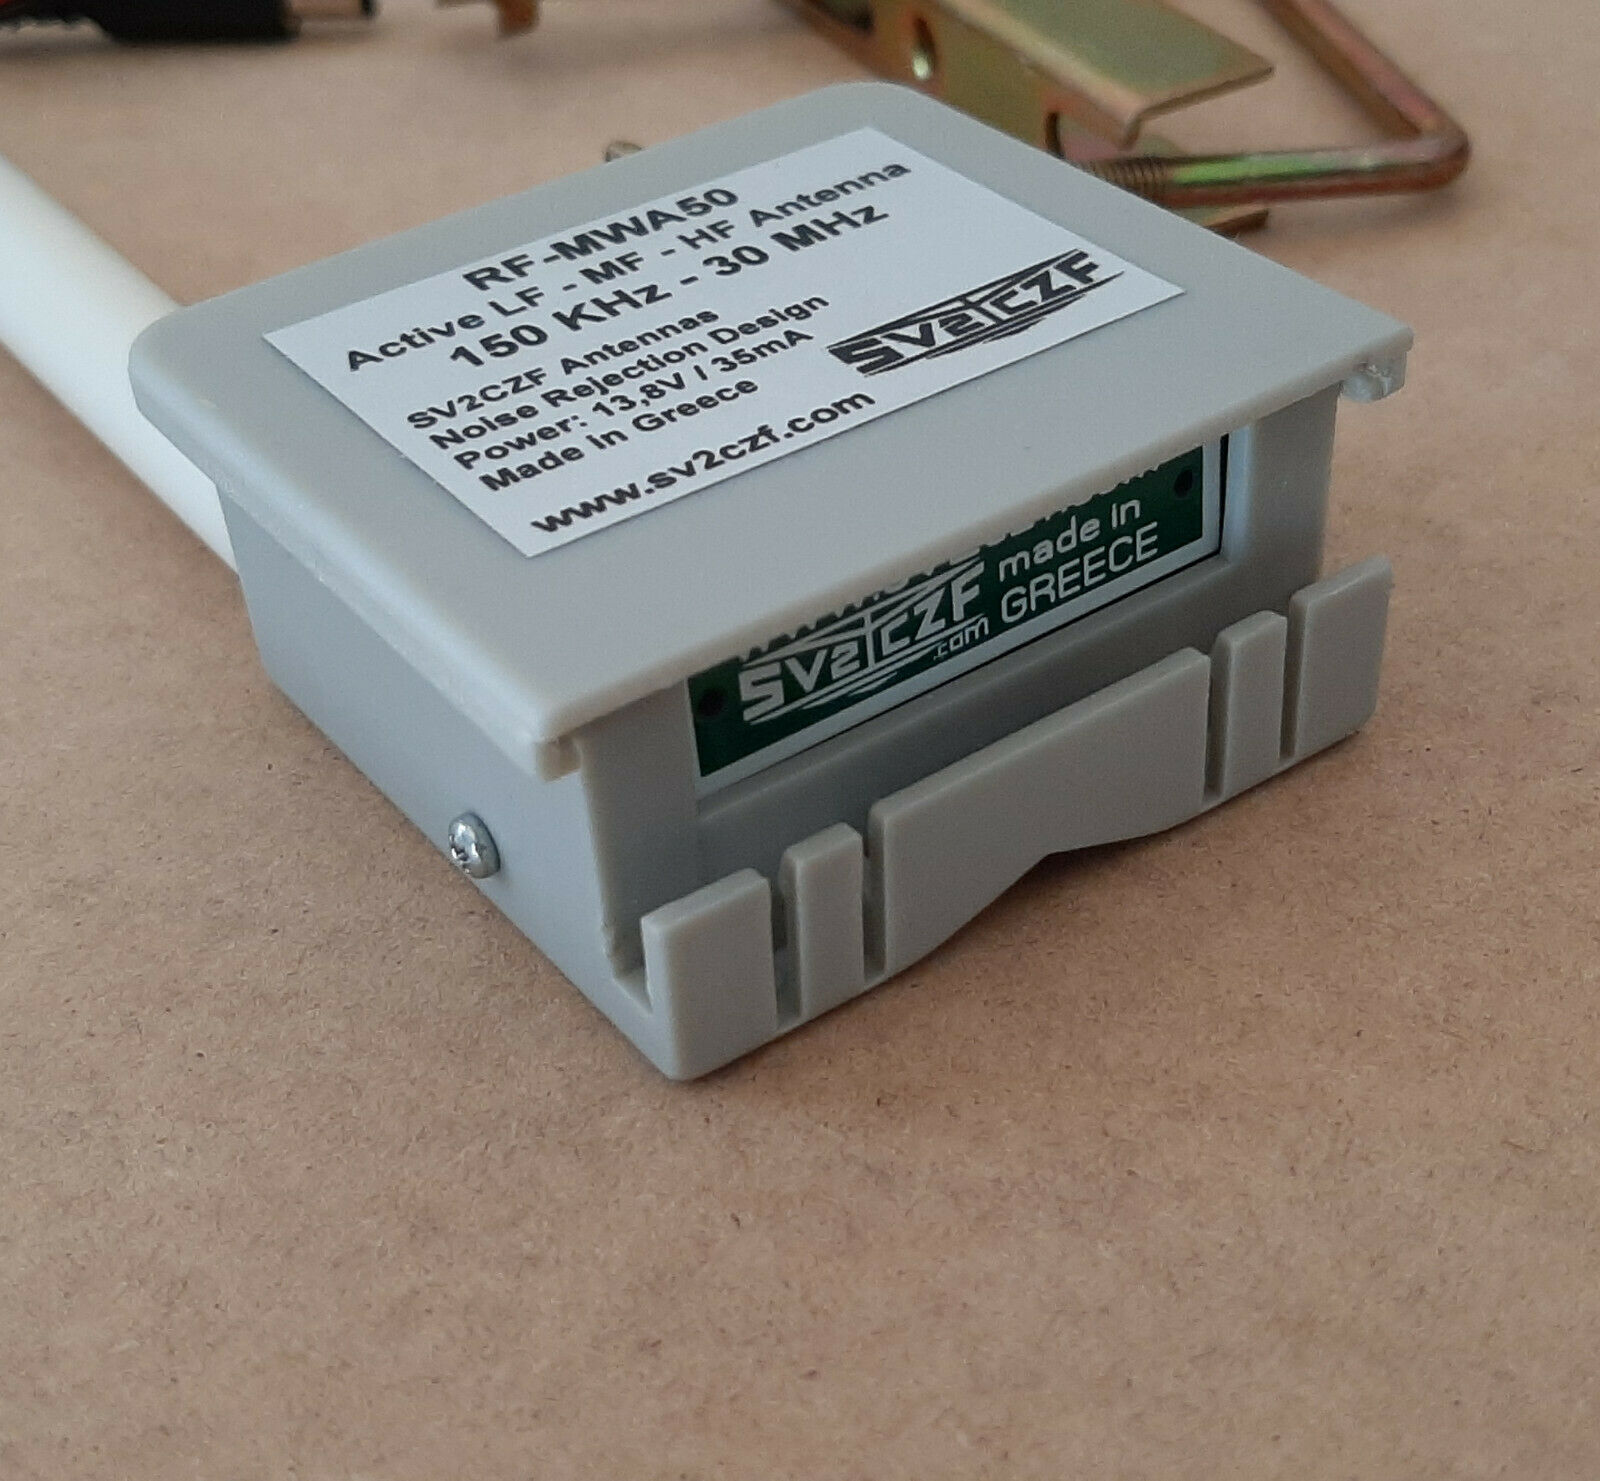 RF-MWA50
Active LF - MF - HF Antenna
150 KHz - 30 MHz
SV2CZF Antennas
Noise Rejection Design
Power: 13,8V / 35mA
Made in Greece
www.sv2czf.com
SV2CZF
SV2CZF
.com
made in
GREECE